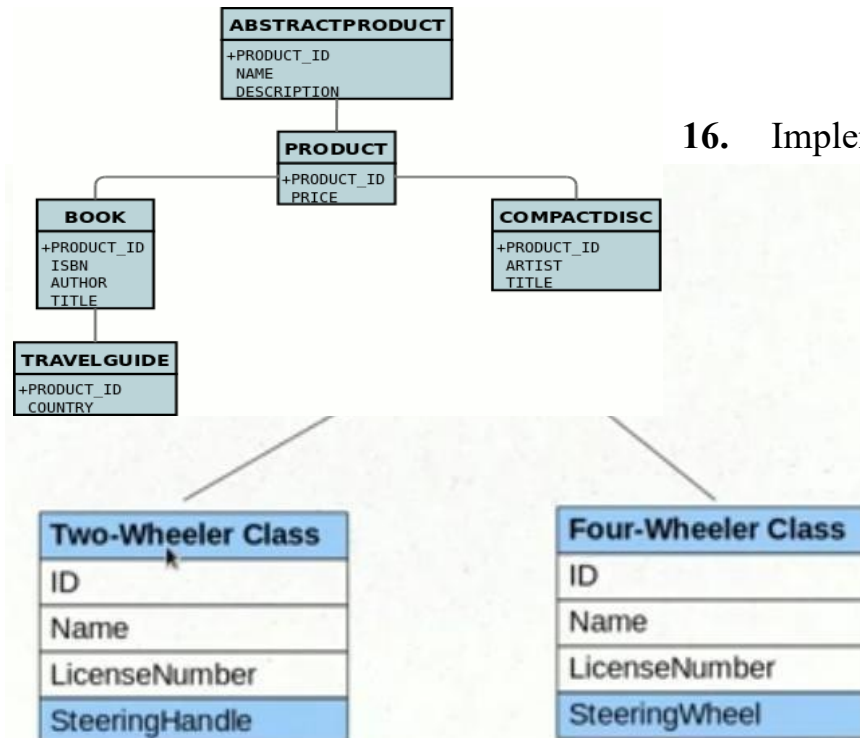 ABSTRACTPRODUCT
+PRODUCT_ID
NAME
DESCRIPTION
16.
PRODUCT
+PRODUCT_ID
PRICE
BOOK
+PRODUCT_ID
ISBN
AUTHOR
TITLE
COMPACTDISC
+PRODUCT_ID
ARTIST
TITLE
TRAVELGUIDE
+PRODUCT_ID
COUNTRY
Two-Wheeler Class
ID
Name
LicenseNumber
SteeringHandle
Four-Wheeler Class
ID
Name
LicenseNumber
SteeringWheel